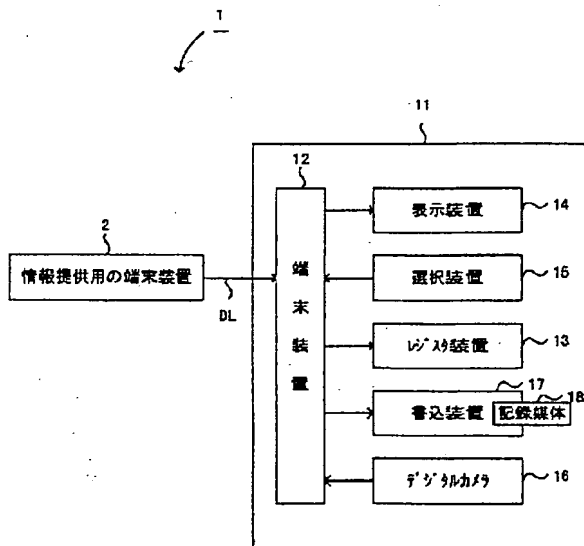 1
11
12
表示装置
14
2
情報提供用の端末装置
DL
端末装置
選択装置
15
レジスタ装置
13
17
書込装置
記録媒体
18
デジタルカメラ
16